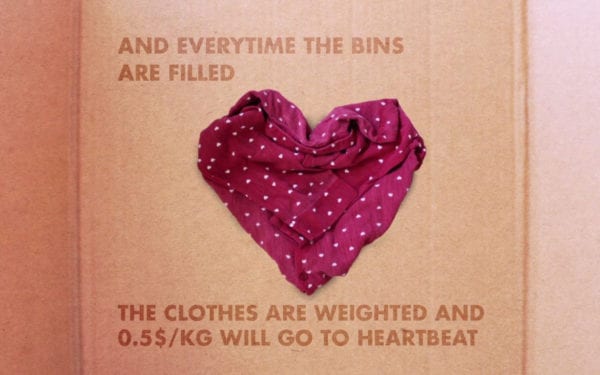 AND EVERYTIME THE BINS
ARE FILLED
THE CLOTHES ARE WEIGHTED AND
0.5$/KG WILL GO TO HEARTBEAT